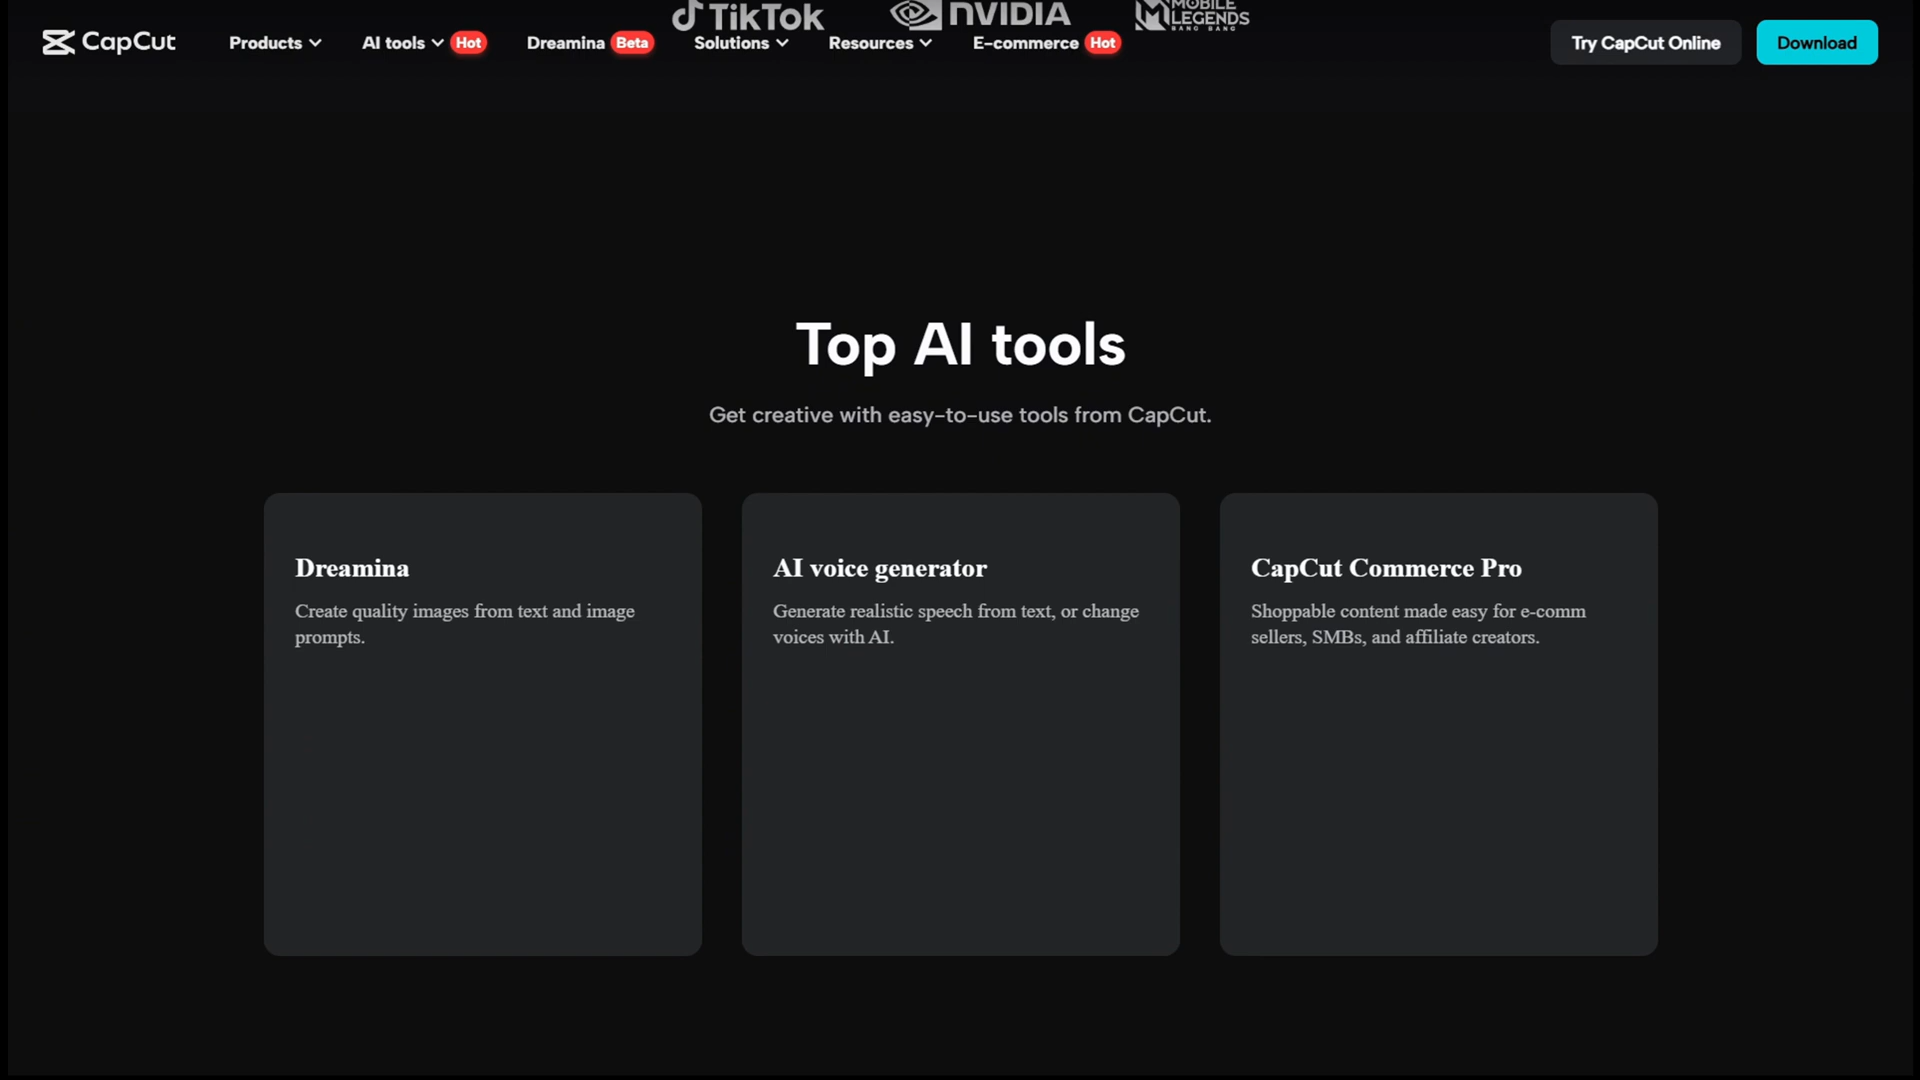 TikTok
NVIDIA
MOBILE
LEGENDS
BANG BANG
CapCut
Products
AI tools
Hot
Dreamina
Beta
Solutions
Resources
E-commerce
Hot
Try CapCut Online
Download
Top AI tools
Get creative with easy-to-use tools from CapCut.
Dreamina
Create quality images from text and image
prompts.
AI voice generator
Generate realistic speech from text, or change
voices with AI.
CapCut Commerce Pro
Shoppable content made easy for e-comm
sellers, SMBs, and affiliate creators.